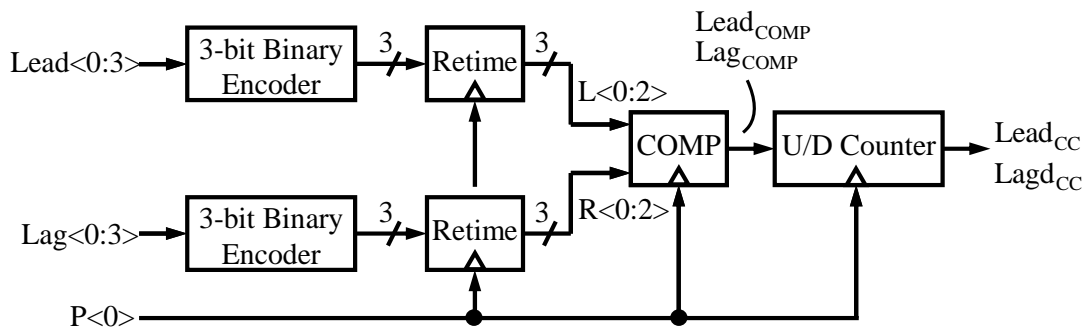 Lead<0:3>
3-bit Binary
Encoder
3
Retime
3
L<0:2>
Lead_COMP
Lag_COMP
COMP
U/D Counter
Lead_CC
Lagd_CC
Lag<0:3>
3-bit Binary
Encoder
3
Retime
3
R<0:2>
P<0>